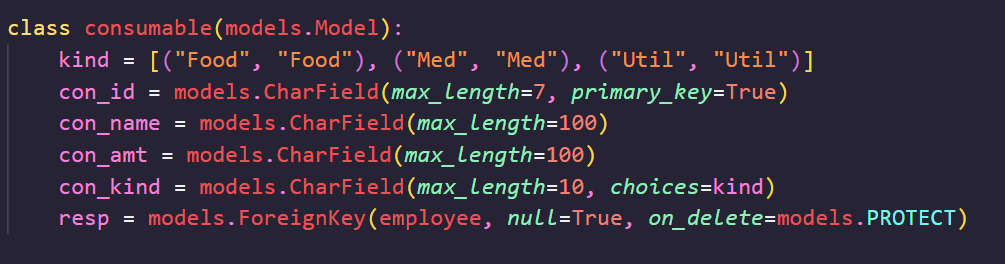 class consumable(models.Model):
    kind = [("Food", "Food"), ("Med", "Med"), ("Util", "Util")]
    con_id = models.CharField(max_length=7, primary_key=True)
    con_name = models.CharField(max_length=100)
    con_amt = models.CharField(max_length=100)
    con_kind = models.CharField(max_length=10, choices=kind)
    resp = models.ForeignKey(employee, null=True, on_delete=models.PROTECT)